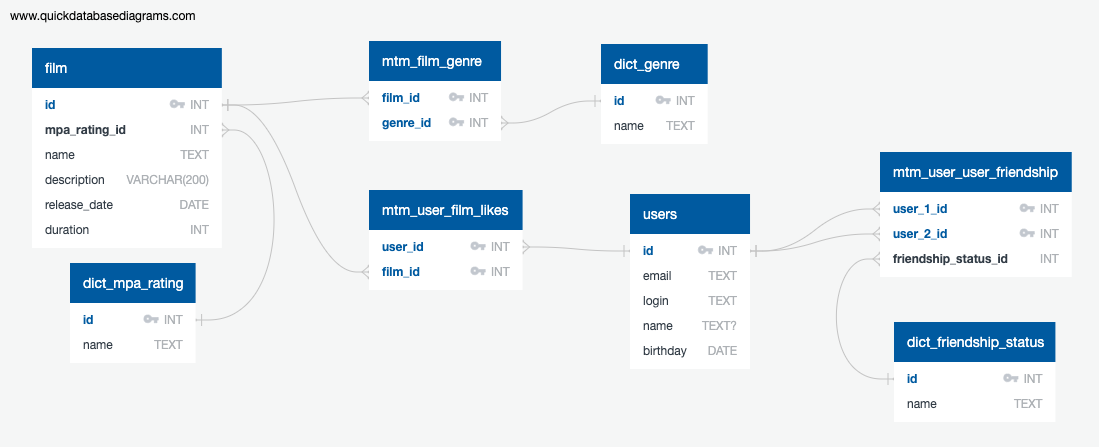 www.quickdatabasediagrams.com
film
id INT
mpa_rating_id INT
name TEXT
description VARCHAR(200)
release_date DATE
duration INT
mtm_film_genre
film_id INT
genre_id INT
dict_genre
id INT
name TEXT
mtm_user_film_likes
user_id INT
film_id INT
users
id INT
email TEXT
login TEXT
name TEXT?
birthday DATE
mtm_user_user_friendship
user_1_id INT
user_2_id INT
friendship_status_id INT
dict_mpa_rating
id INT
name TEXT
dict_friendship_status
id INT
name TEXT